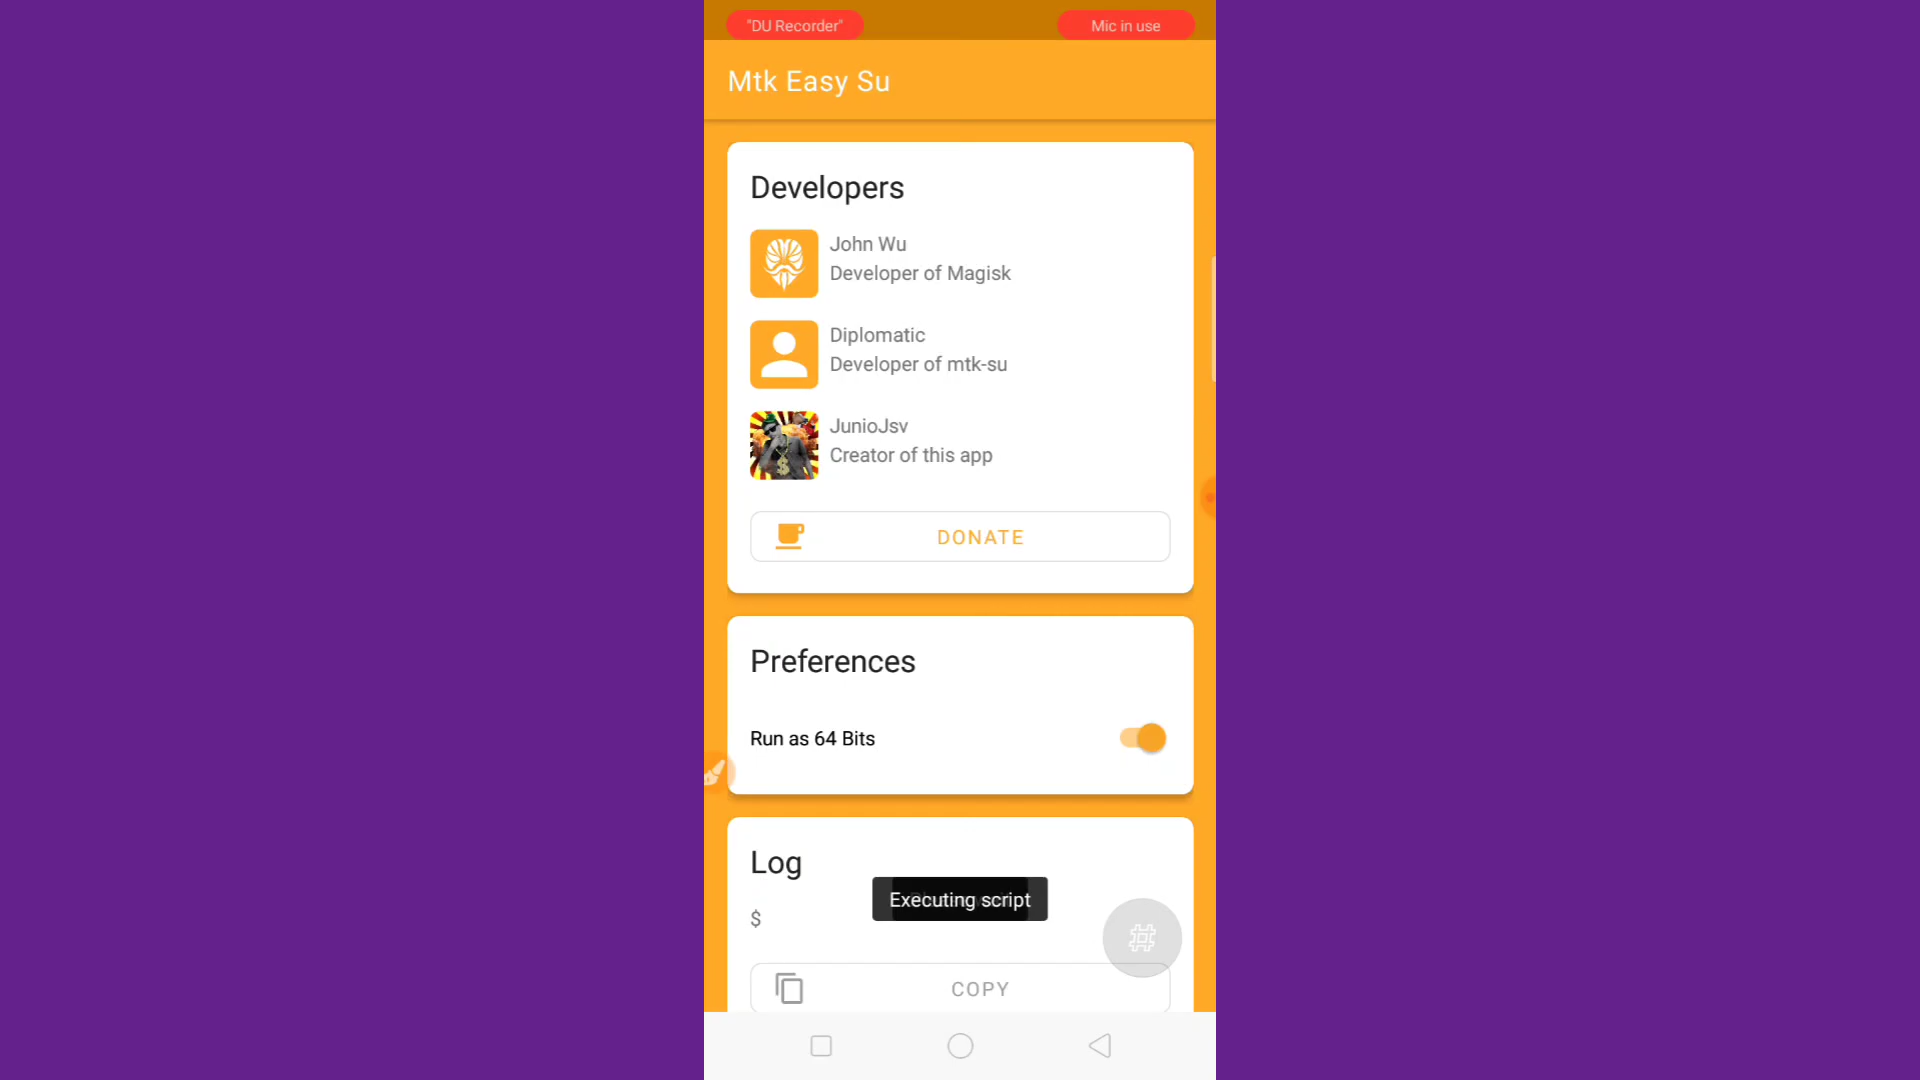 "DU Recorder"
Mic in use
Mtk Easy Su
Developers
John Wu
Developer of Magisk
Diplomatic
Developer of mtk-su
JunioJsv
Creator of this app
DONATE
Preferences
Run as 64 Bits
Log
Executing script
$
#
COPY